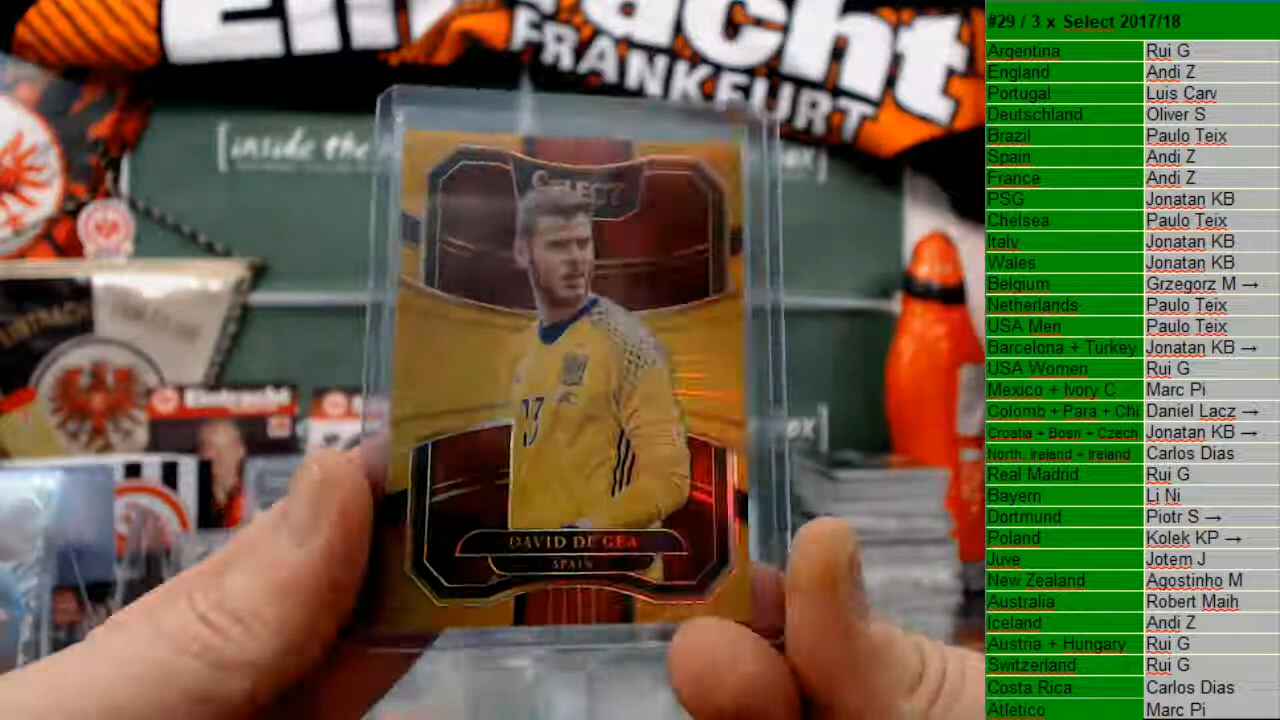 Eintracht
FRANKFURT
[inside the
ox]
ox]
SELECT
13
DAVID DE GEA
SPAIN
Eintracht
#29 / 3 x Select 2017/18
Argentina Rui G
England Andi Z
Portugal Luis Carv
Deutschland Oliver S
Brazil Paulo Teix
Spain Andi Z
France Andi Z
PSG Jonatan KB
Chelsea Paulo Teix
Italy Jonatan KB
Wales Jonatan KB
Belgium Grzegorz M →
Netherlands Paulo Teix
USA Men Paulo Teix
Barcelona + Turkey Jonatan KB →
USA Women Rui G
Mexico + Ivory C Marc Pi
Colomb + Para + Chi Daniel Lacz →
Croatia + Bosn + Czech Jonatan KB →
North. Ireland + Ireland Carlos Dias
Real Madrid Rui G
Bayern Li Ni
Dortmund Piotr S →
Poland Kolek KP →
Juve Jotem J
New Zealand Agostinho M
Australia Robert Maih
Iceland Andi Z
Austria + Hungary Rui G
Switzerland Rui G
Costa Rica Carlos Dias
Atletico Marc Pi